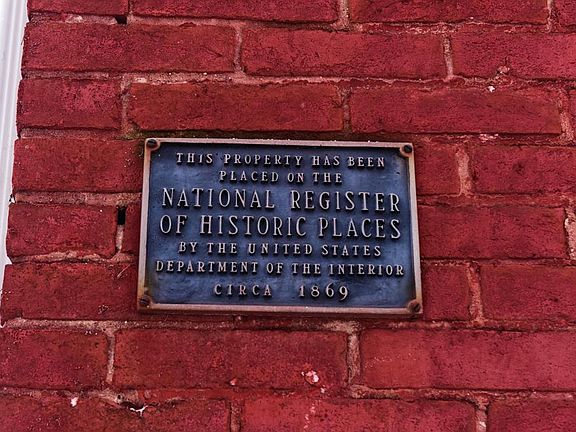 THIS PROPERTY HAS BEEN
PLACED ON THE
NATIONAL REGISTER
OF HISTORIC PLACES
BY THE UNITED STATES
DEPARTMENT OF THE INTERIOR
CIRCA 1869